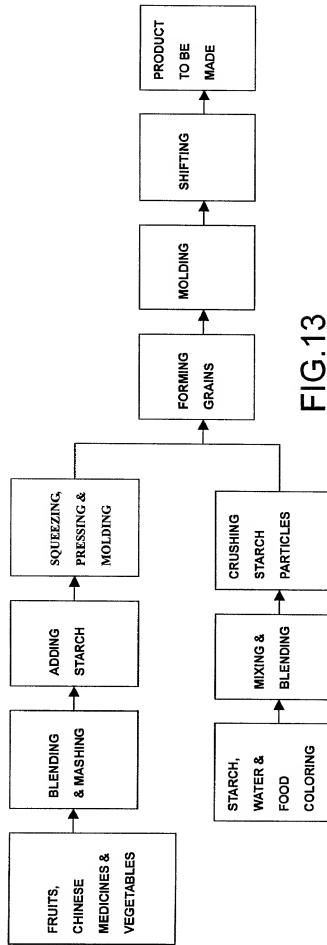 FRUITS,
CHINESE
MEDICINES &
VEGETABLES
BLENDING
& MASHING
ADDING
STARCH
SQUEEZING,
PRESSING &
MOLDING
STARCH,
WATER &
FOOD
COLORING
MIXING &
BLENDING
CRUSHING
STARCH
PARTICLES
FORMING
GRAINS
MOLDING
SHIFTING
PRODUCT
TO BE
MADE
FIG.13